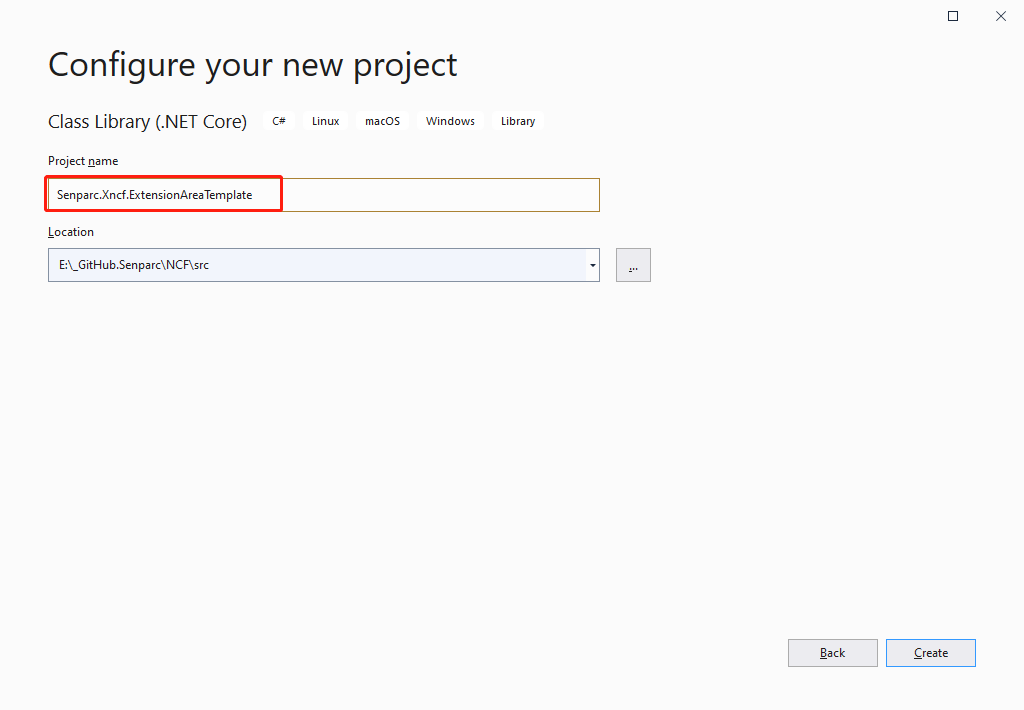 Configure your new project
Class Library (.NET Core) C# Linux macOS Windows Library
Project name
Senparc.Xncf.ExtensionAreaTemplate
Location
E:\_GitHub.Senparc\NCF\src
...
Back Create